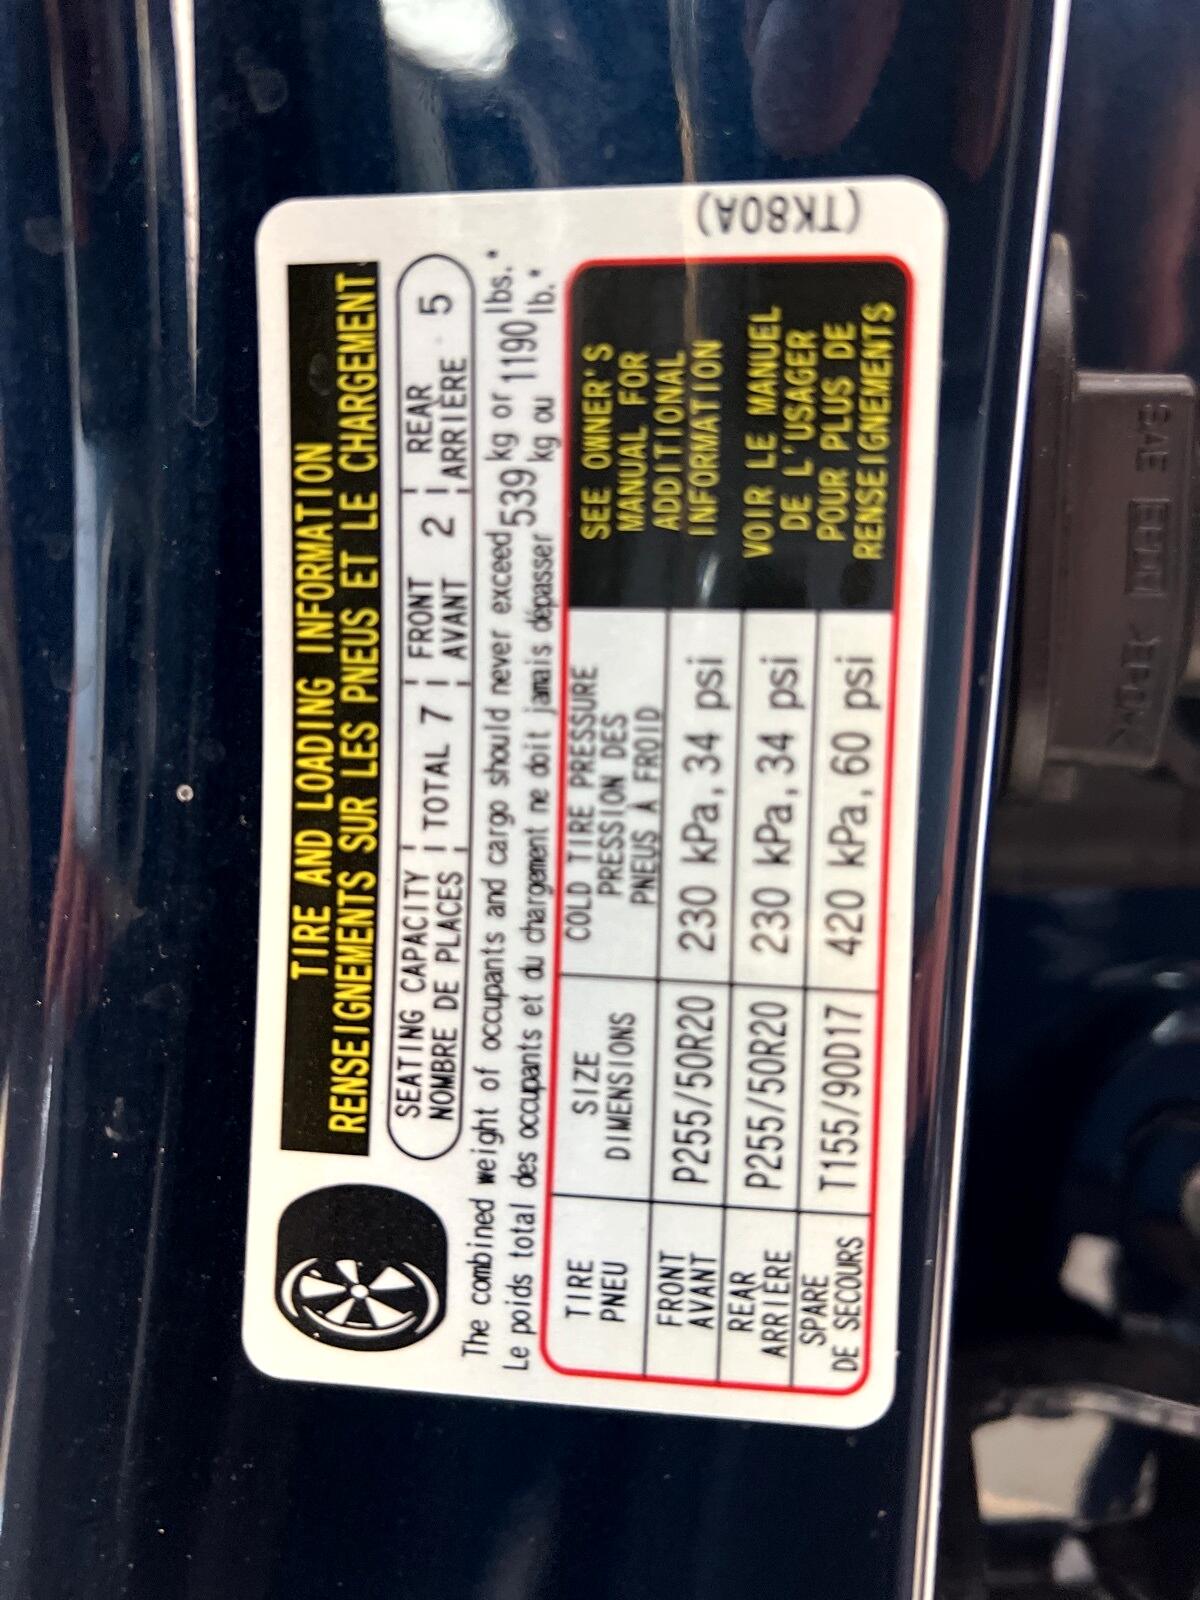 TIRE AND LOADING INFORMATION
RENSEIGNEMENTS SUR LES PNEUS ET LE CHARGEMENT
SEATING CAPACITY TOTAL 7 FRONT 2 REAR 5
NOMBRE DE PLACES AVANT ARRIÈRE
The combined weight of occupants and cargo should never exceed 539 kg or 1190 lbs.*
Le poids total des occupants et du chargement ne doit jamais dépasser kg ou lb.*
TIRE SIZE COLD TIRE PRESSURE
PNEU DIMENSIONS PRESSION DES
PNEUS À FROID
FRONT P255/50R20 230 kPa, 34 psi
AVANT
REAR P255/50R20 230 kPa, 34 psi
ARRIÈRE
SPARE T155/90D17 420 kPa, 60 psi
DE SECOURS
SEE OWNER'S
MANUAL FOR
ADDITIONAL
INFORMATION
VOIR LE MANUEL
DE L'USAGER
POUR PLUS DE
RENSEIGNEMENTS
(TK80A)